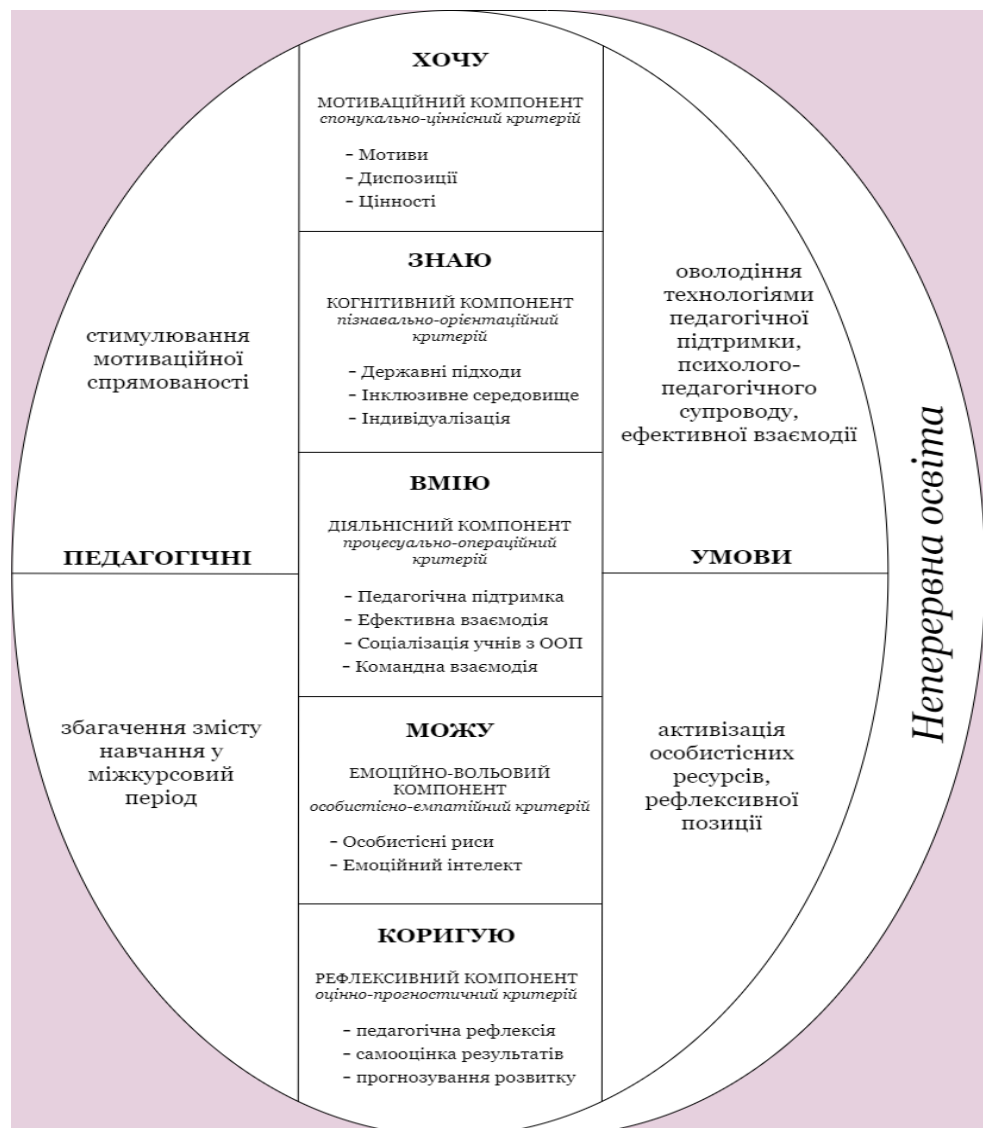 ХОЧУ
МОТИВАЦІЙНИЙ КОМПОНЕНТ
спонукально-ціннісний критерій
– Мотиви
– Диспозиції
– Цінності
ЗНАЮ
КОГНІТИВНИЙ КОМПОНЕНТ
пізнавально-орієнтаційний
критерій
– Державні підходи
– Інклюзивне середовище
– Індивідуалізація
ВМІЮ
ДІЯЛЬНІСНИЙ КОМПОНЕНТ
процесуально-операційний
критерій
– Педагогічна підтримка
– Ефективна взаємодія
– Соціалізація учнів з ООП
– Командна взаємодія
МОЖУ
ЕМОЦІЙНО-ВОЛЬОВИЙ
КОМПОНЕНТ
особистісно-емпатійний критерій
– Особистісні риси
– Емоційний інтелект
КОРИГУЮ
РЕФЛЕКСИВНИЙ КОМПОНЕНТ
оцінно-прогностичний критерій
– педагогічна рефлексія
– самооцінка результатів
– прогнозування розвитку
стимулювання
мотиваційної
спрямованості
ПЕДАГОГІЧНІ
збагачення змісту
навчання у
міжкурсовий
період
оволодіння
технологіями
педагогічної
підтримки,
психолого-
педагогічного
супроводу,
ефективної взаємодії
УМОВИ
активізація
особистісних
ресурсів,
рефлексивної
позиції
Неперервна освіта